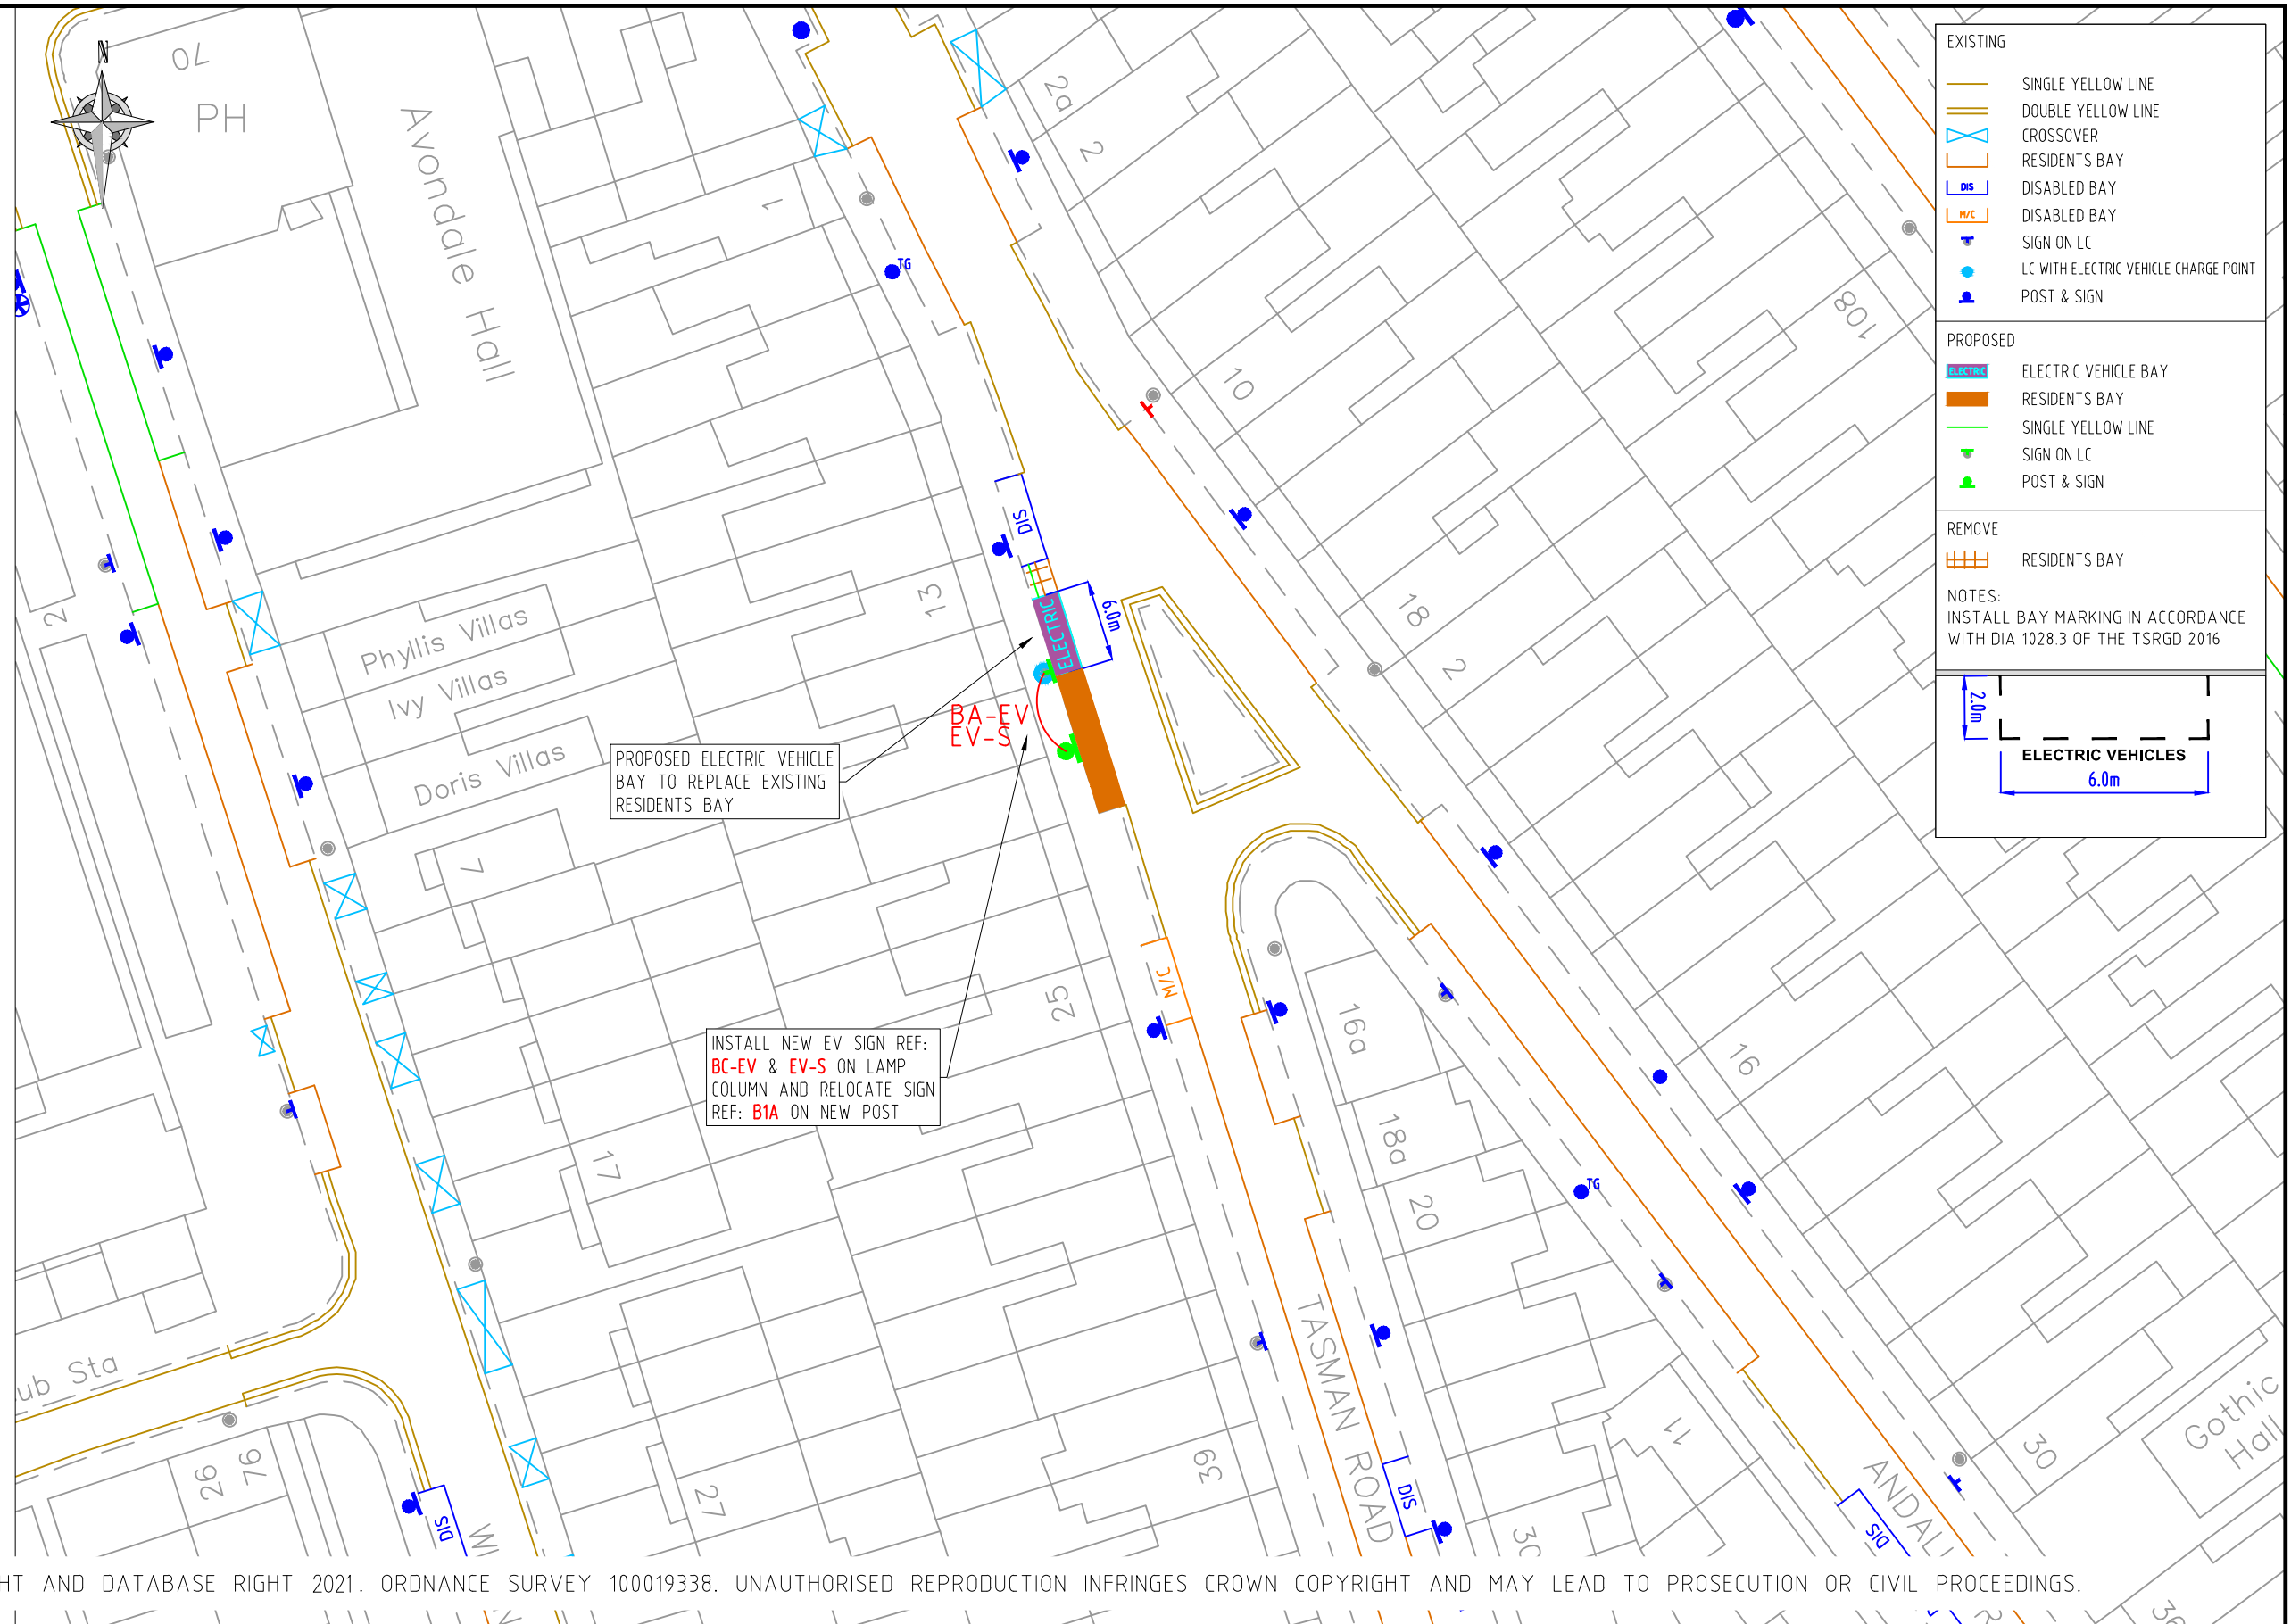 N
70
PH
Avondale Hall
1
2a
2
TG
10
108
DIS
13
18
2
6.0m
ELECTRIC
Phyllis Villas
Ivy Villas
Doris Villas
2
7
BA-EV
EV-S
PROPOSED ELECTRIC VEHICLE
BAY TO REPLACE EXISTING
RESIDENTS BAY
INSTALL NEW EV SIGN REF:
BC-EV & EV-S ON LAMP
COLUMN AND RELOCATE SIGN
REF: B1A ON NEW POST
M/C
25
16a
16
17
18a
20
TG
ub Sta
TASMAN ROAD
26
76
27
39
11
30
Gothic
Hall
DIS
DIS
DIS
EXISTING
SINGLE YELLOW LINE
DOUBLE YELLOW LINE
CROSSOVER
RESIDENTS BAY
DIS DISABLED BAY
M/C DISABLED BAY
SIGN ON LC
LC WITH ELECTRIC VEHICLE CHARGE POINT
POST & SIGN
PROPOSED
ELECTRIC ELECTRIC VEHICLE BAY
RESIDENTS BAY
SINGLE YELLOW LINE
SIGN ON LC
POST & SIGN
REMOVE
RESIDENTS BAY
NOTES:
INSTALL BAY MARKING IN ACCORDANCE
WITH DIA 1028.3 OF THE TSRGD 2016
2.0m
ELECTRIC VEHICLES
6.0m
HT AND DATABASE RIGHT 2021. ORDNANCE SURVEY 100019338. UNAUTHORISED REPRODUCTION INFRINGES CROWN COPYRIGHT AND MAY LEAD TO PROSECUTION OR CIVIL PROCEEDINGS.